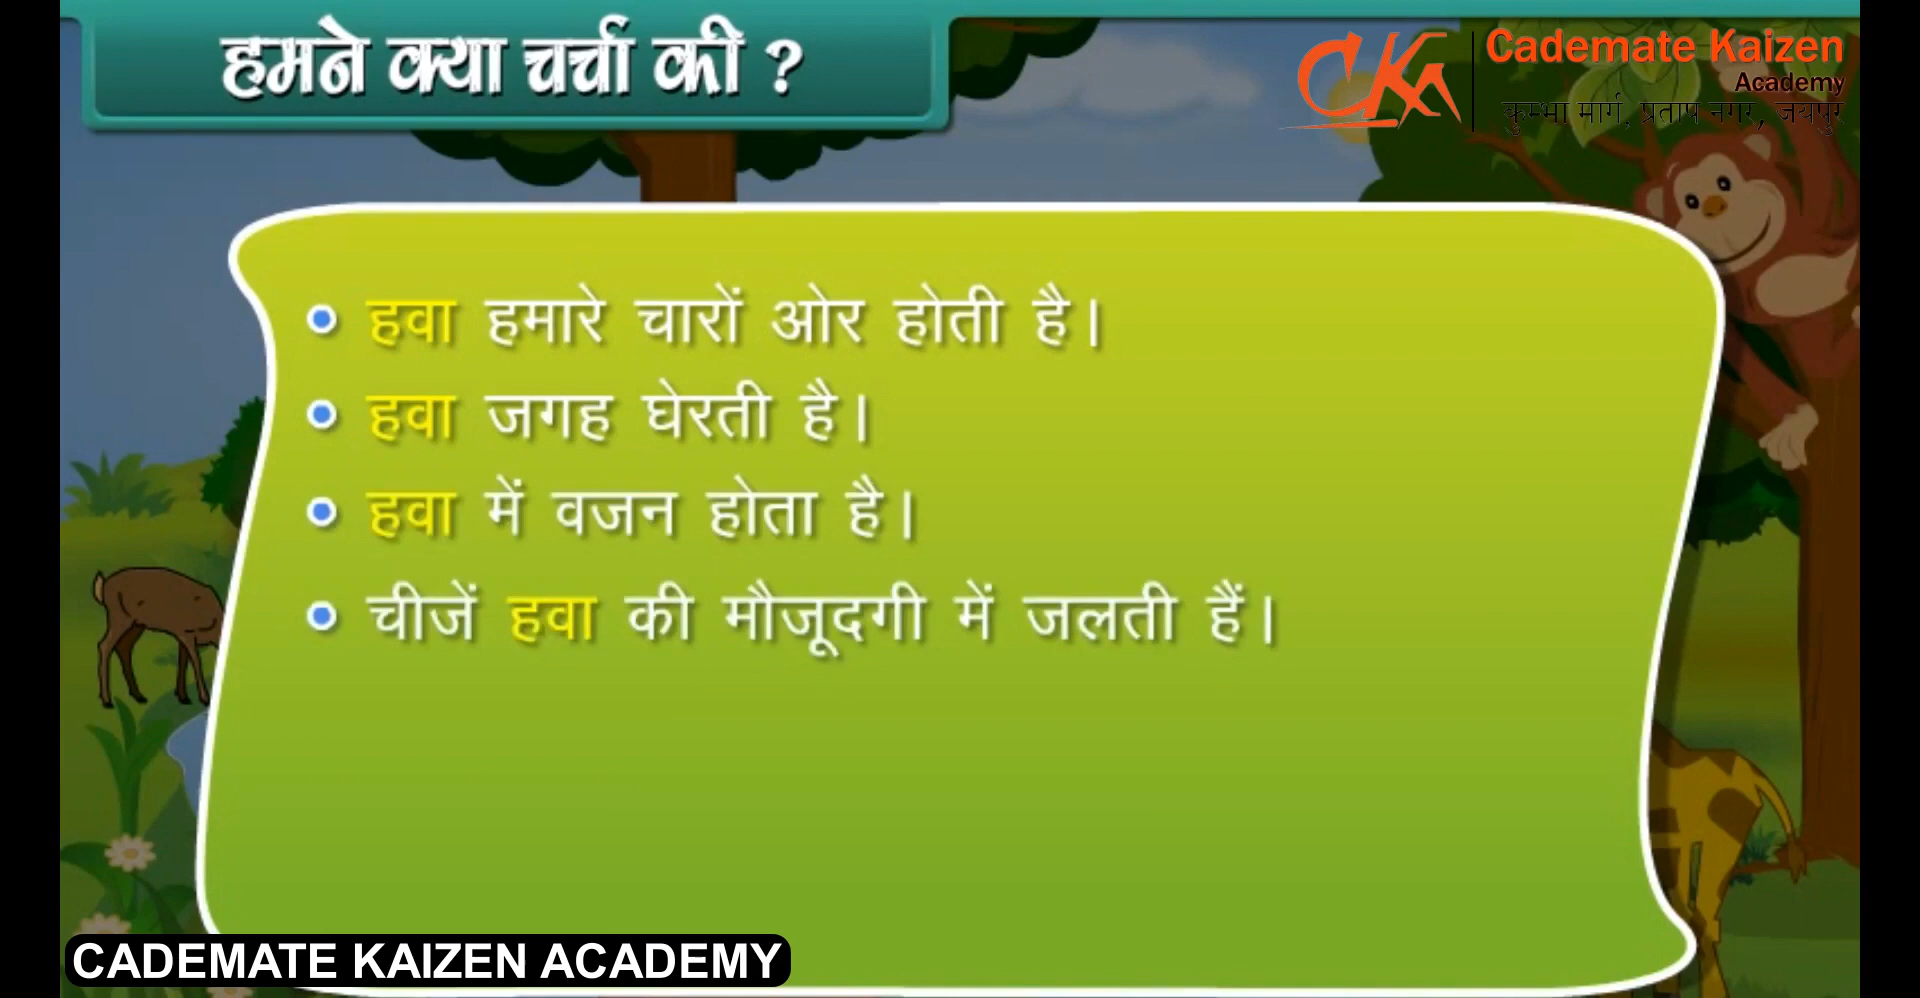 हमने क्या चर्चा की ?
Cademate Kaizen
Academy
कुम्भा मार्ग, प्रताप नगर, जयपुर
हवा हमारे चारों ओर होती है।
हवा जगह घेरती है।
हवा में वजन होता है।
चीजें हवा की मौजूदगी में जलती हैं।
CADEMATE KAIZEN ACADEMY